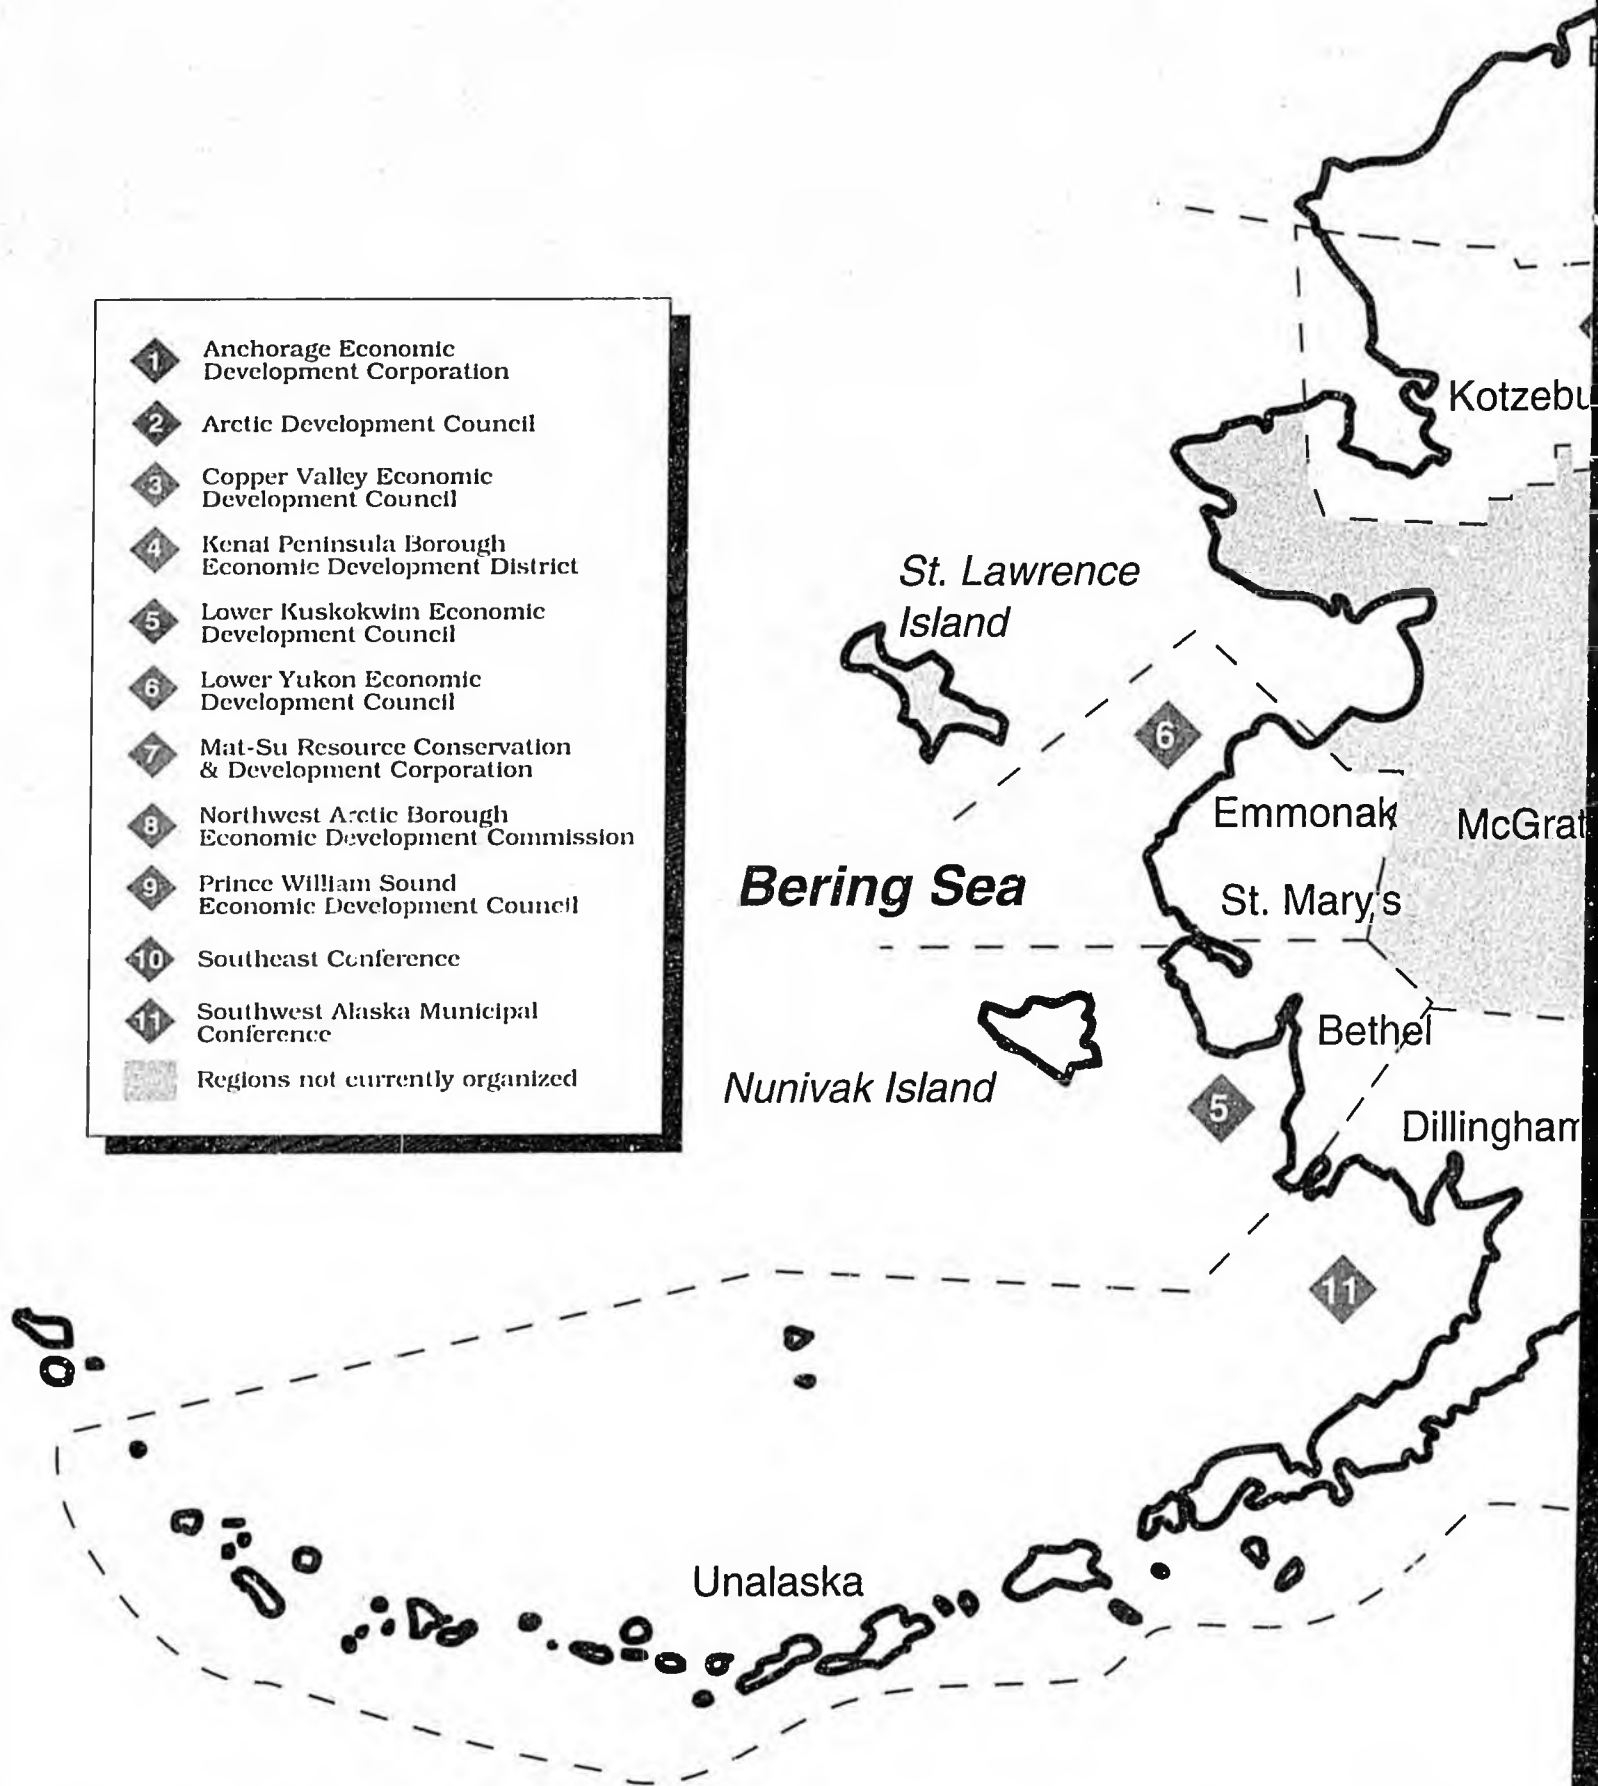 1 Anchorage Economic
Development Corporation
2 Arctic Development Council
3 Copper Valley Economic
Development Council
4 Kenai Peninsula Borough
Economic Development District
5 Lower Kuskokwim Economic
Development Council
6 Lower Yukon Economic
Development Council
7 Mat-Su Resource Conservation
& Development Corporation
8 Northwest Arctic Borough
Economic Development Commission
9 Prince William Sound
Economic Development Council
10 Southeast Conference
11 Southwest Alaska Municipal
Conference
Regions not currently organized
Kotzebu
St. Lawrence
Island
6
Emmonak
McGrat
Bering Sea
St. Mary's
Bethel
Nunivak Island
5
Dillingham
11
Unalaska